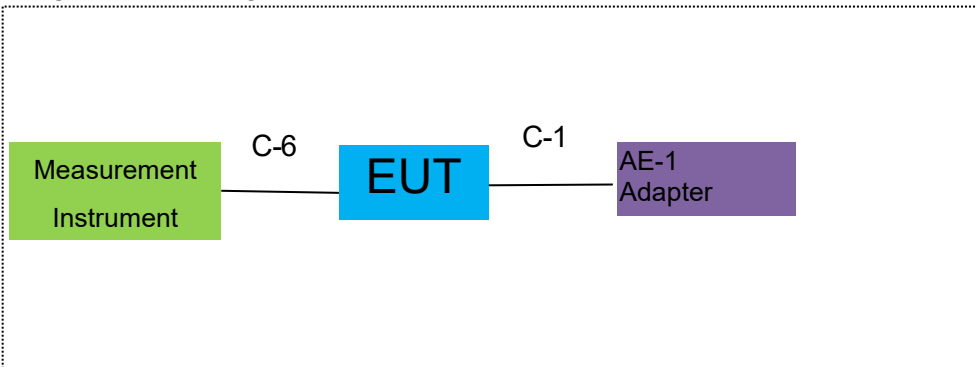 Measurement
Instrument
C-6
EUT
C-1
AE-1
Adapter